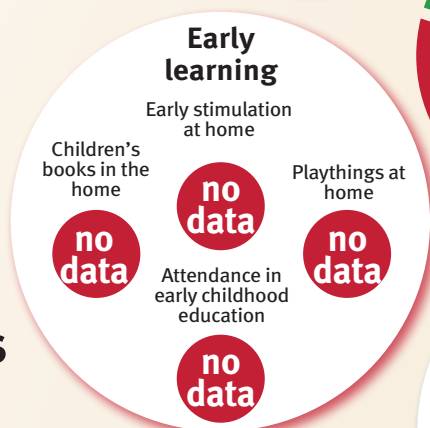 Early
learning
Early stimulation
at home
no
data
Children’s
books in the
home
no
data
Playthings at
home
no
data
Attendance in
early childhood
education
no
data
s